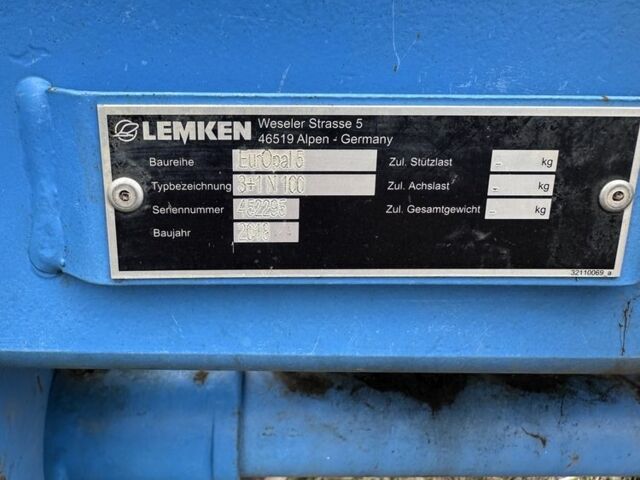 LEMKEN Weseler Strasse 5
46519 Alpen - Germany
Baureihe EurOpal 5 Zul. Stützlast - kg
Typbezeichnung 3+1 N 100 Zul. Achslast - kg
Seriennummer 452295 Zul. Gesamtgewicht - kg
Baujahr 2018
32110069_a